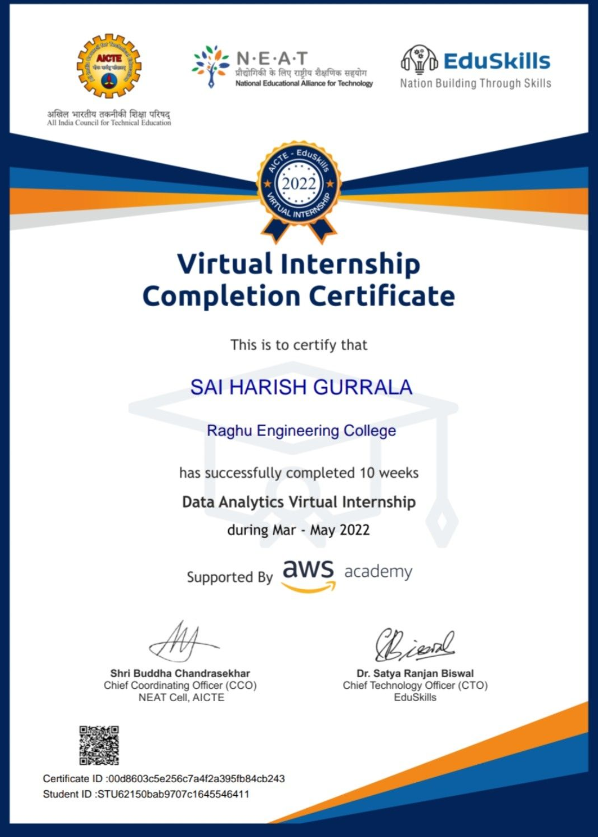 AICTE
अखिल भारतीय तकनीकी शिक्षा परिषद्
All India Council for Technical Education
N·E·A·T
प्रौद्योगिकी के लिए राष्ट्रीय शैक्षणिक सहयोग
National Educational Alliance for Technology
EduSkills
Nation Building Through Skills
AICTE - EduSkills
2022
VIRTUAL INTERNSHIP
Virtual Internship
Completion Certificate
This is to certify that
SAI HARISH GURRALA
Raghu Engineering College
has successfully completed 10 weeks
Data Analytics Virtual Internship
during Mar - May 2022
Supported By aws academy
Shri Buddha Chandrasekhar
Chief Coordinating Officer (CCO)
NEAT Cell, AICTE
Dr. Satya Ranjan Biswal
Chief Technology Officer (CTO)
EduSkills
Certificate ID :00d8603c5e256c7a4f2a395fb84cb243
Student ID :STU62150bab9707c1645546411